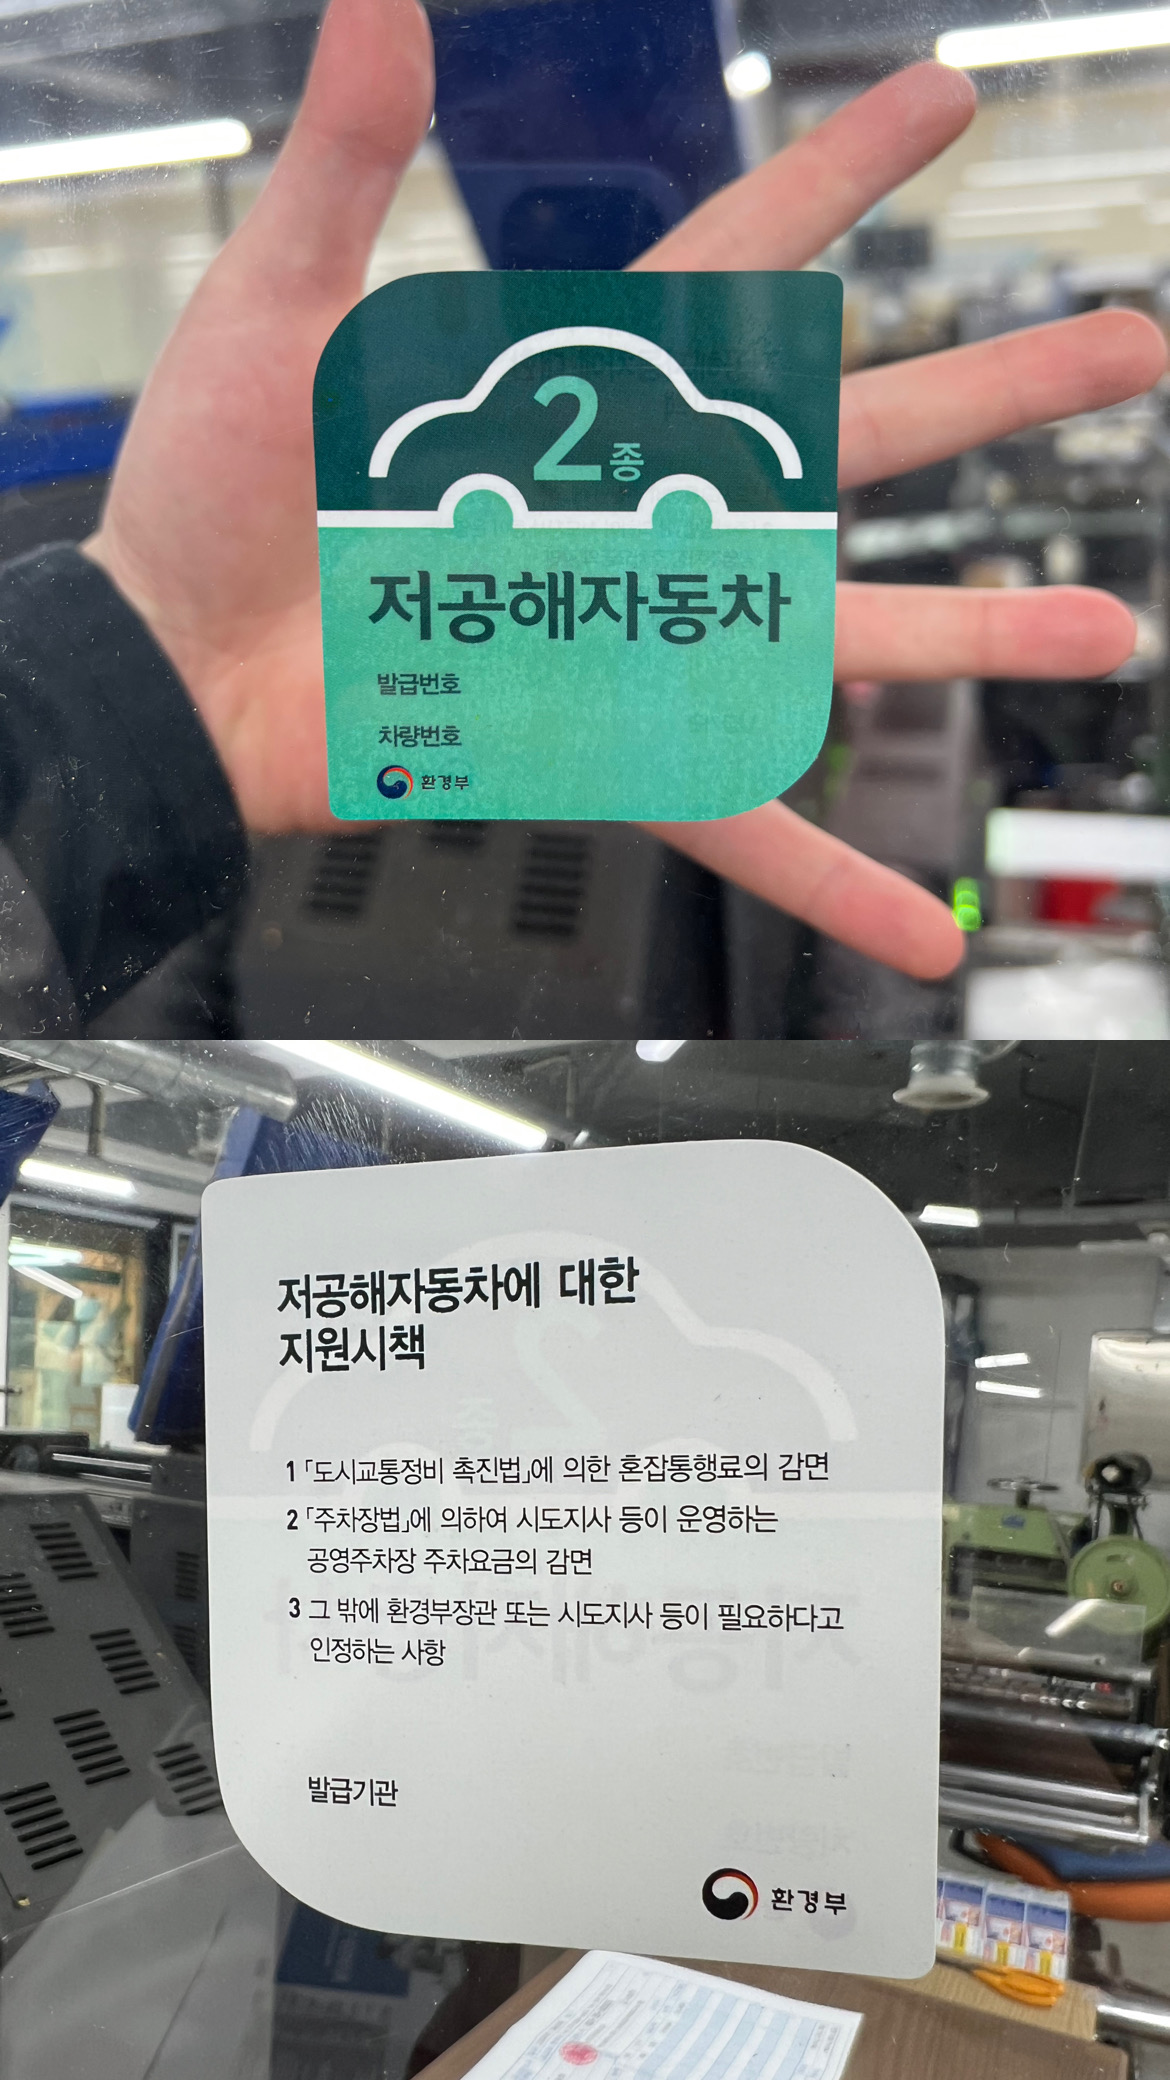 2종
저공해자동차
발급번호
차량번호
환경부
저공해자동차에 대한
지원시책
1 「도시교통정비 촉진법」에 의한 혼잡통행료의 감면
2 「주차장법」에 의하여 시도지사 등이 운영하는
공영주차장 주차요금의 감면
3 그 밖에 환경부장관 또는 시도지사 등이 필요하다고
인정하는 사항
발급기관
환경부